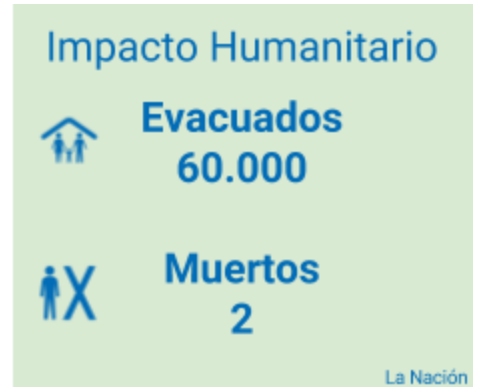 Impacto Humanitario
Evacuados
60.000
Muertos
2
La Nación